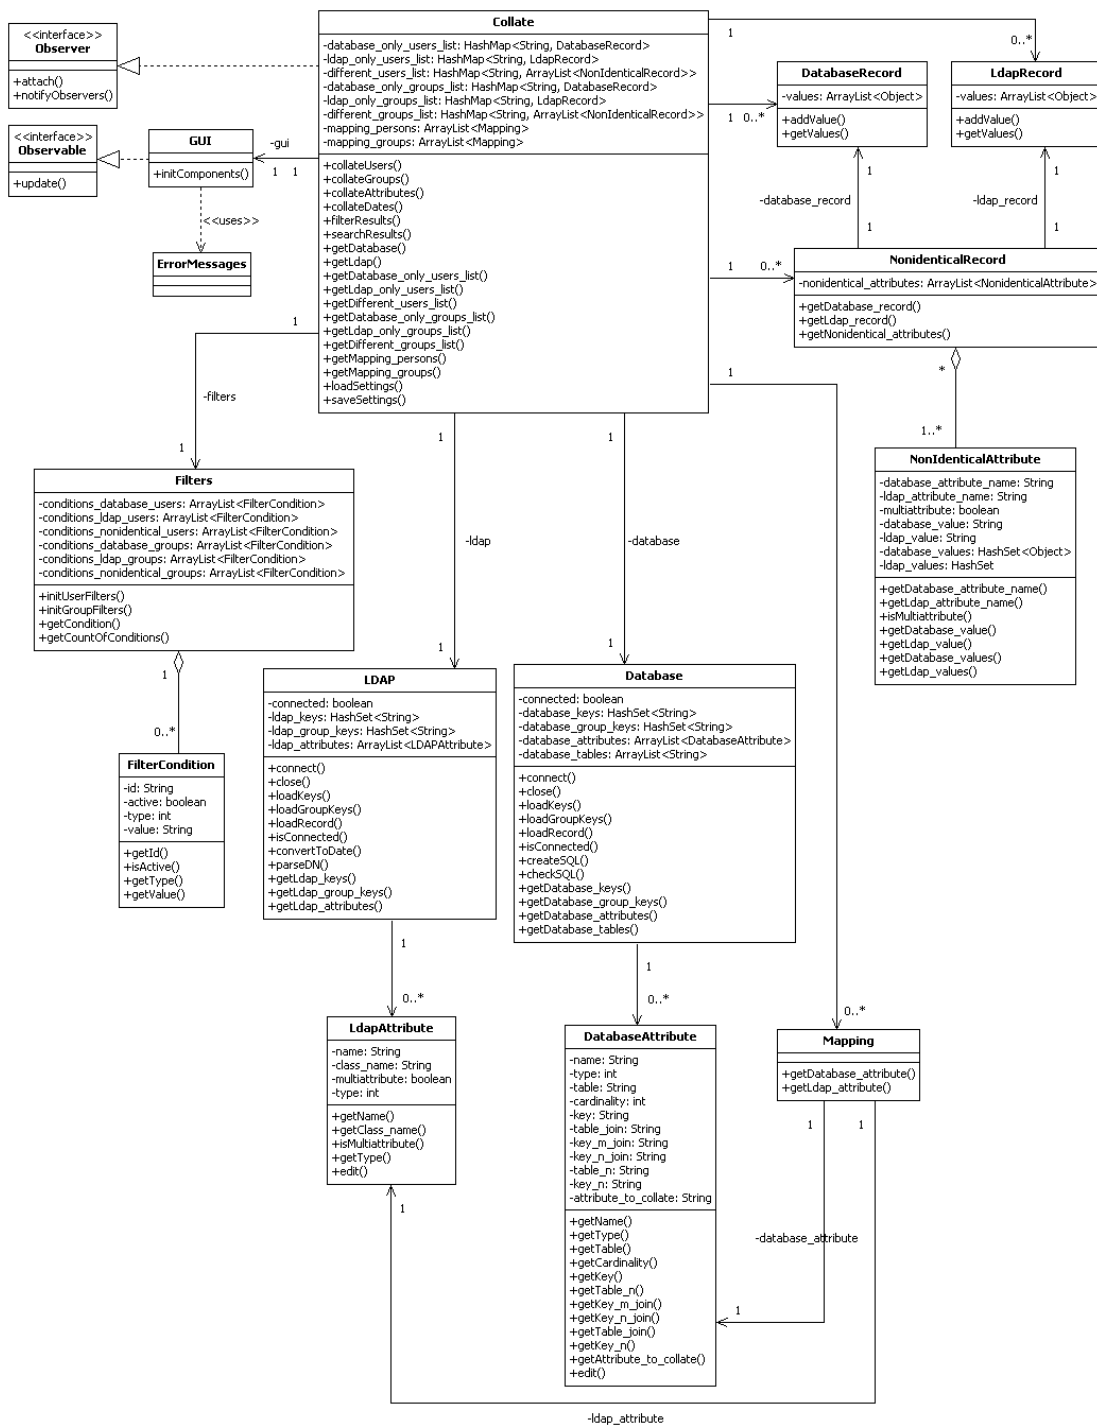 Collate
-database_only_users_list: HashMap<String, DatabaseRecord>
-ldap_only_users_list: HashMap<String, LdapRecord>
-different_users_list: HashMap<String, ArrayList<NonIdenticalRecord>>
-database_only_groups_list: HashMap<String, DatabaseRecord>
-ldap_only_groups_list: HashMap<String, LdapRecord>
-different_groups_list: HashMap<String, ArrayList<NonIdenticalRecord>>
-mapping_persons: ArrayList<Mapping>
-mapping_groups: ArrayList<Mapping>
+collateUsers()
+collateGroups()
+collateAttributes()
+collateDates()
+filterResults()
+searchResults()
+getDatabase()
+getLdap()
+getDatabase_only_users_list()
+getLdap_only_users_list()
+getDifferent_users_list()
+getDatabase_only_groups_list()
+getLdap_only_groups_list()
+getDifferent_groups_list()
+getMapping_persons()
+getMapping_groups()
+loadSettings()
+saveSettings()
<<interface>>
Observer
+attach()
+notifyObservers()
<<interface>>
Observable
+update()
GUI
+initComponents()
-gui
1 1
<<uses>>
ErrorMessages
1
0..*
DatabaseRecord
-values: ArrayList<Object>
+addValue()
+getValues()
LdapRecord
-values: ArrayList<Object>
+addValue()
+getValues()
1 0..*
1
1
-database_record
-ldap_record
1
1
1 0..*
NonidenticalRecord
-nonidentical_attributes: ArrayList<NonidenticalAttribute>
+getDatabase_record()
+getLdap_record()
+getNonidentical_attributes()
*
1..*
NonIdenticalAttribute
-database_attribute_name: String
-ldap_attribute_name: String
-multiattribute: boolean
-database_value: String
-ldap_value: String
-database_values: HashSet<Object>
-ldap_values: HashSet
+getDatabase_attribute_name()
+getLdap_attribute_name()
+isMultiattribute()
+getDatabase_value()
+getLdap_value()
+getDatabase_values()
+getLdap_values()
1
-filters
1
Filters
-conditions_database_users: ArrayList<FilterCondition>
-conditions_ldap_users: ArrayList<FilterCondition>
-conditions_nonidentical_users: ArrayList<FilterCondition>
-conditions_database_groups: ArrayList<FilterCondition>
-conditions_ldap_groups: ArrayList<FilterCondition>
-conditions_nonidentical_groups: ArrayList<FilterCondition>
+initUserFilters()
+initGroupFilters()
+getCondition()
+getCountOfConditions()
1
0..*
FilterCondition
-id: String
-active: boolean
-type: int
-value: String
+getId()
+isActive()
+getType()
+getValue()
1
-ldap
1
LDAP
-connected: boolean
-ldap_keys: HashSet<String>
-ldap_group_keys: HashSet<String>
-ldap_attributes: ArrayList<LDAPAttribute>
+connect()
+close()
+loadKeys()
+loadGroupKeys()
+loadRecord()
+isConnected()
+convertToDate()
+parseDN()
+getLdap_keys()
+getLdap_group_keys()
+getLdap_attributes()
1
-database
1
Database
-connected: boolean
-database_keys: HashSet<String>
-database_group_keys: HashSet<String>
-database_attributes: ArrayList<DatabaseAttribute>
-database_tables: ArrayList<String>
+connect()
+close()
+loadKeys()
+loadGroupKeys()
+loadRecord()
+isConnected()
+createSQL()
+checkSQL()
+getDatabase_keys()
+getDatabase_group_keys()
+getDatabase_attributes()
+getDatabase_tables()
1
0..*
LdapAttribute
-name: String
-class_name: String
-multiattribute: boolean
-type: int
+getName()
+getClass_name()
+isMultiattribute()
+getType()
+edit()
1
1
0..*
DatabaseAttribute
-name: String
-type: int
-table: String
-cardinality: int
-key: String
-table_join: String
-key_m_join: String
-key_n_join: String
-table_n: String
-key_n: String
-attribute_to_collate: String
+getName()
+getType()
+getTable()
+getCardinality()
+getKey()
+getTable_n()
+getKey_m_join()
+getKey_n_join()
+getTable_join()
+getKey_n()
+getAttribute_to_collate()
+edit()
1
0..*
Mapping
+getDatabase_attribute()
+getLdap_attribute()
1 1
-database_attribute
1
-ldap_attribute